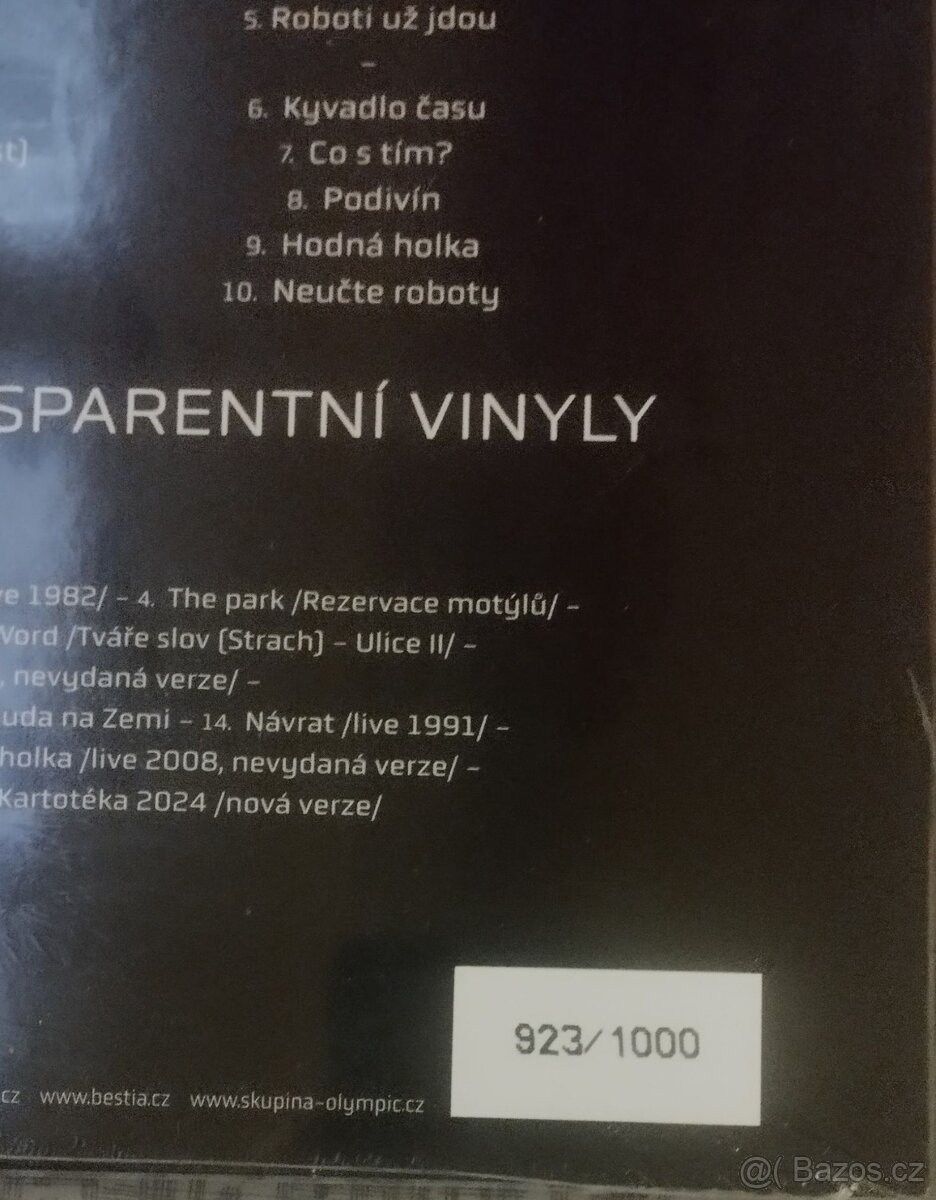 5. Roboti už jdou
–
6. Kyvadlo času
st)
7. Co s tím?
8. Podivín
9. Hodná holka
10. Neučte roboty
SPARENTNÍ VINYLY
ve 1982/ – 4. The park /Rezervace motýlů/ –
Word /Tváře slov (Strach) – Ulice II/ –
, nevydaná verze/ –
uda na Zemi – 14. Návrat /live 1991/ –
holka /live 2008, nevydaná verze/ –
Kartotéka 2024 /nová verze/
923/1000
cz www.bestia.cz www.skupina-olympic.cz
@( Bazos.cz